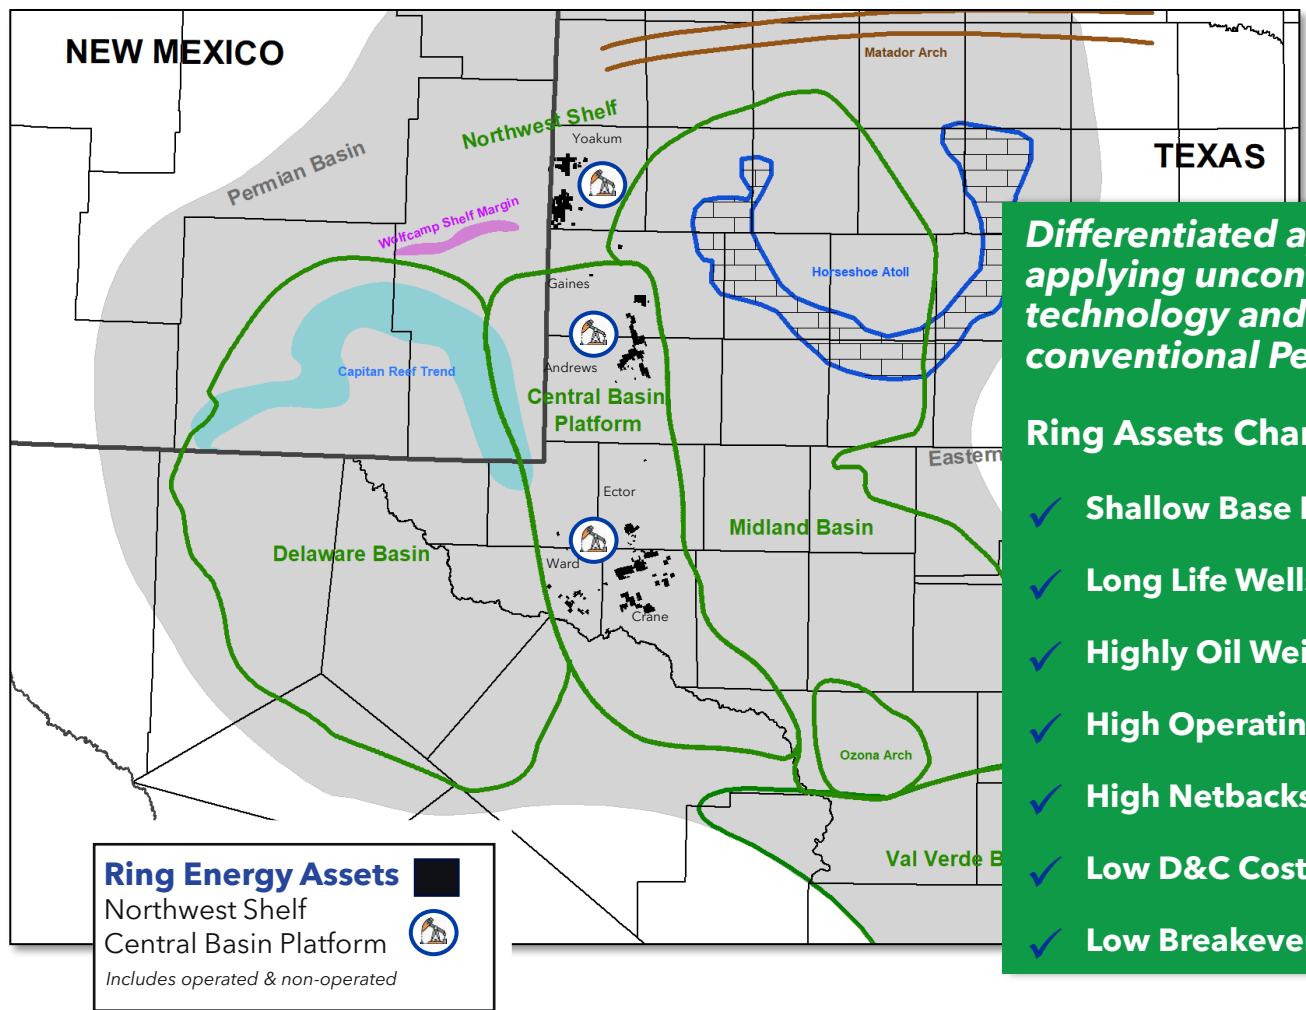 NEW MEXICO
Matador Arch
Northwest Shelf
Yoakum
TEXAS
Permian Basin
Wolfcamp Shelf Margin
Horseshoe Atoll
Gaines
Capitan Reef Trend
Andrews
Central Basin
Platform
Eastern
Ector
Midland Basin
Delaware Basin
Ward
Crane
Ozona Arch
Val Verde B
Differentiated a
applying uncon
technology and
conventional Pe
Ring Assets Char
✓ Shallow Base
✓ Long Life Wells
✓ Highly Oil Wei
✓ High Operatin
✓ High Netbacks
✓ Low D&C Cost
✓ Low Breakeve
Ring Energy Assets
Northwest Shelf
Central Basin Platform
Includes operated & non-operated